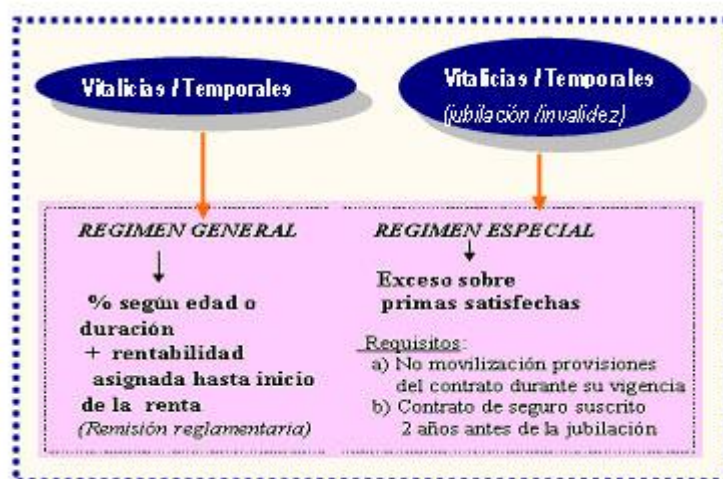 Vitalicias / Temporales
Vitalicias / Temporales
(jubilación /invalidez)
REGIMEN GENERAL
% según edad o
duración
+ rentabilidad
asignada hasta inicio
de la renta
(Remisión reglamentaria)
REGIMEN ESPECIAL
Exceso sobre
primas satisfechas
Requisitos:
a) No movilización provisiones
del contrato durante su vigencia
b) Contrato de seguro suscrito
2 años antes de la jubilación